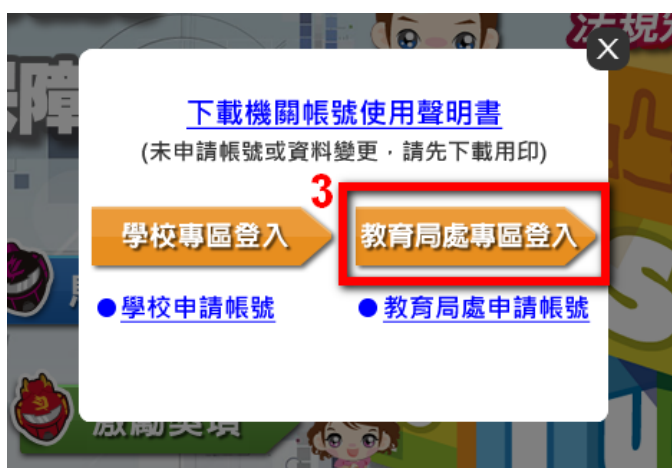 下載機關帳號使用聲明書
(未申請帳號或資料變更，請先下載用印)
3
學校專區登入
教育局處專區登入
●學校申請帳號
●教育局處申請帳號